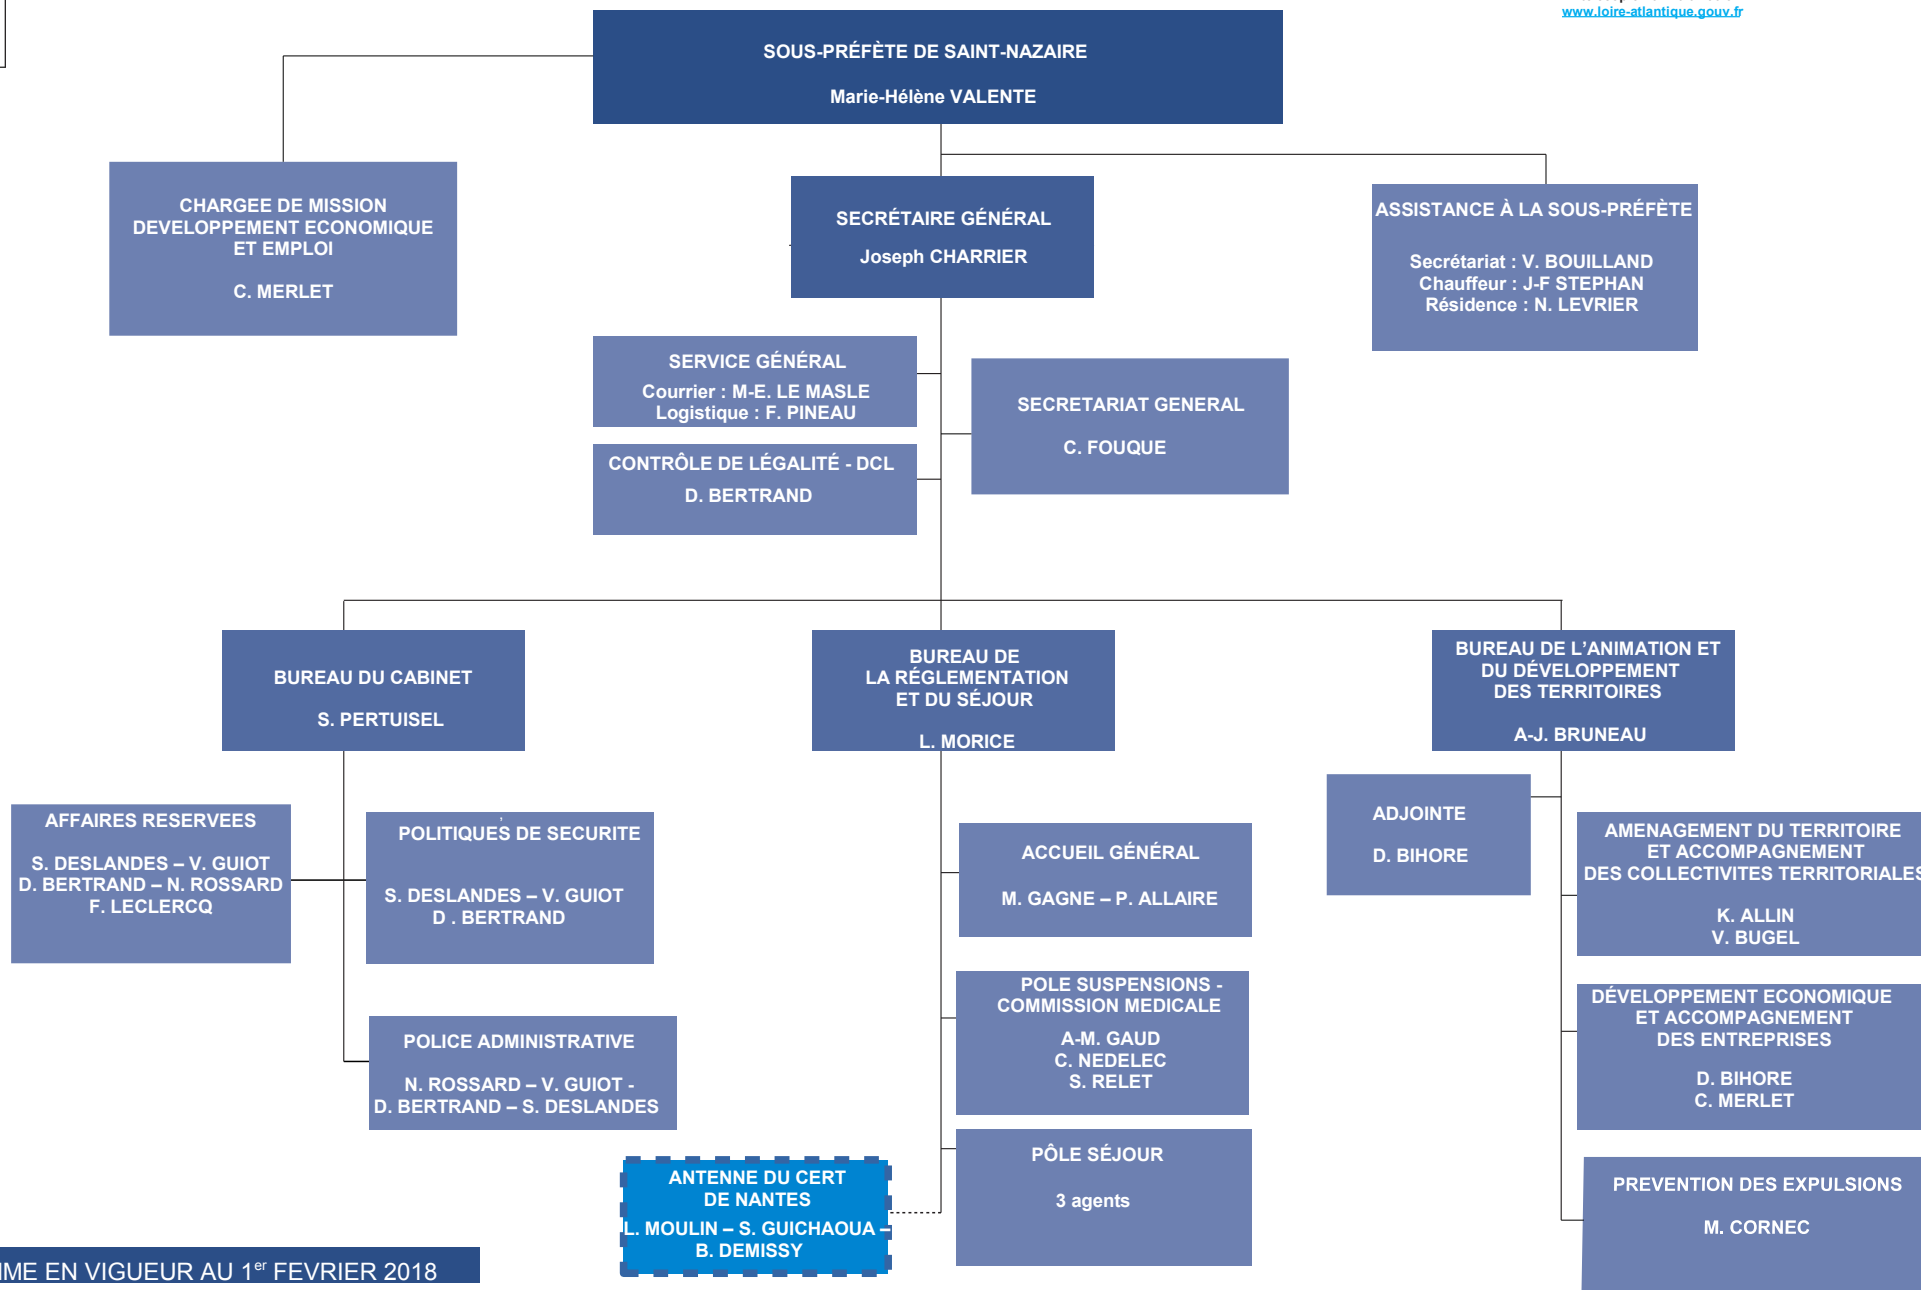 www.loire-atlantique.gouv.fr
SOUS-PRÉFÈTE DE SAINT-NAZAIRE
Marie-Hélène VALENTE
CHARGEE DE MISSION
DEVELOPPEMENT ECONOMIQUE
ET EMPLOI
C. MERLET
SECRÉTAIRE GÉNÉRAL
Joseph CHARRIER
ASSISTANCE À LA SOUS-PRÉFÈTE
Secrétariat : V. BOUILLAND
Chauffeur : J-F STEPHAN
Résidence : N. LEVRIER
SERVICE GÉNÉRAL
Courrier : M-E. LE MASLE
Logistique : F. PINEAU
SECRETARIAT GENERAL
C. FOUQUE
CONTRÔLE DE LÉGALITÉ - DCL
D. BERTRAND
BUREAU DU CABINET
S. PERTUISEL
BUREAU DE
LA RÉGLEMENTATION
ET DU SÉJOUR
L. MORICE
BUREAU DE L’ANIMATION ET
DU DÉVELOPPEMENT
DES TERRITOIRES
A-J. BRUNEAU
AFFAIRES RESERVEES
S. DESLANDES – V. GUIOT
D. BERTRAND – N. ROSSARD
F. LECLERCQ
POLITIQUES DE SECURITE
S. DESLANDES – V. GUIOT
D . BERTRAND
POLICE ADMINISTRATIVE
N. ROSSARD – V. GUIOT -
D. BERTRAND – S. DESLANDES
ACCUEIL GÉNÉRAL
M. GAGNE – P. ALLAIRE
POLE SUSPENSIONS -
COMMISSION MEDICALE
A-M. GAUD
C. NEDELEC
S. RELET
PÔLE SÉJOUR
3 agents
ANTENNE DU CERT
DE NANTES
L. MOULIN – S. GUICHAOUA –
B. DEMISSY
ADJOINTE
D. BIHORE
AMENAGEMENT DU TERRITOIRE
ET ACCOMPAGNEMENT
DES COLLECTIVITES TERRITORIALES
K. ALLIN
V. BUGEL
DÉVELOPPEMENT ECONOMIQUE
ET ACCOMPAGNEMENT
DES ENTREPRISES
D. BIHORE
C. MERLET
PREVENTION DES EXPULSIONS
M. CORNEC
EN VIGUEUR AU 1er FEVRIER 2018